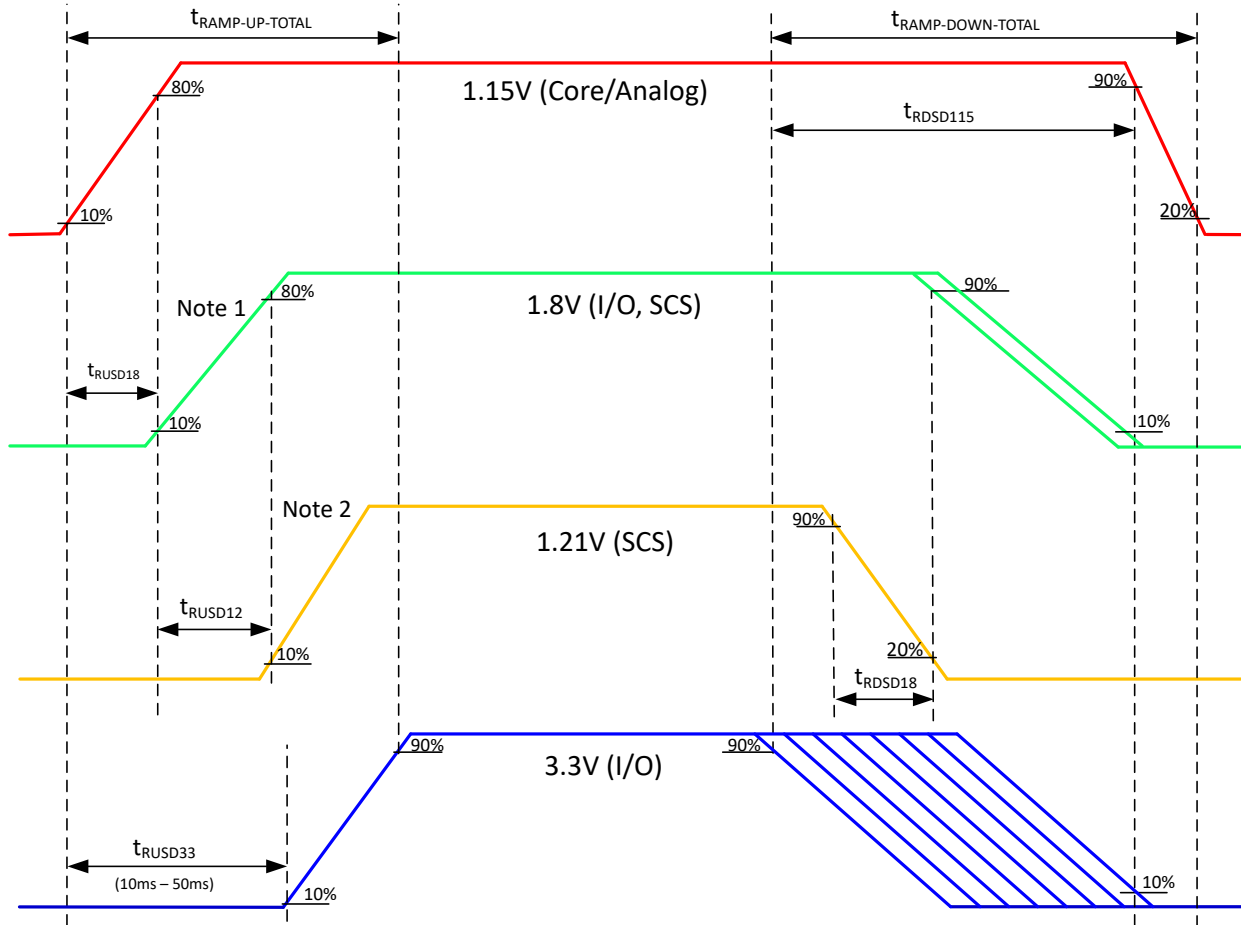 tRAMP-UP-TOTAL
tRAMP-DOWN-TOTAL
80%
1.15V (Core/Analog)
90%
tRDSD115
10%
20%
Note 1
80%
1.8V (I/O, SCS)
90%
tRUSD18
10%
10%
Note 2
90%
1.21V (SCS)
tRUSD12
10%
20%
tRDSD18
90%
90%
3.3V (I/O)
tRUSD33
(10ms – 50ms)
10%
10%